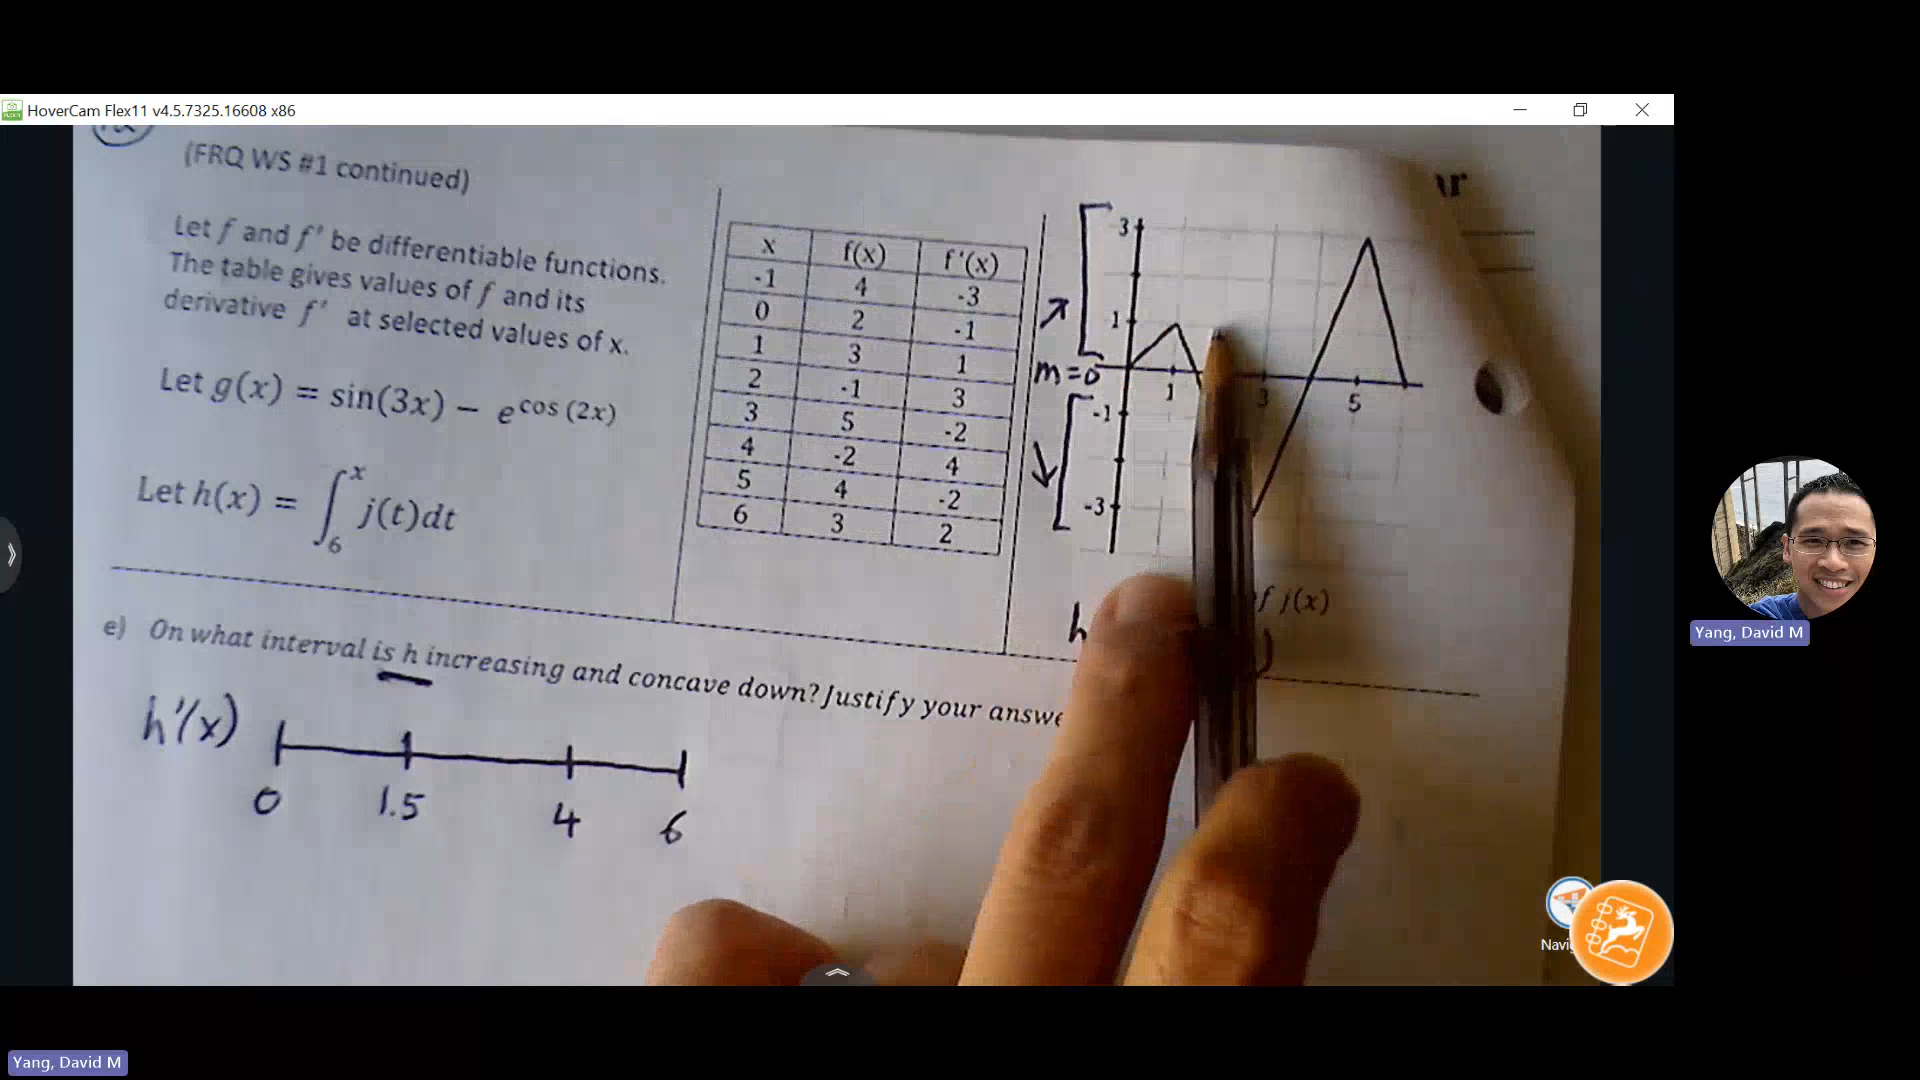 HoverCam Flex11 v4.5.7325.16608 x86
(FRQ WS #1 continued)
Let f and f' be differentiable functions.
The table gives values of f and its
derivative f' at selected values of x.
Let g(x) = sin(3x) − e^cos (2x)
Let h(x) = ∫_6^x j(t)dt
x f(x) f'(x)
-1 4 -3
0 2 -1
1 3 1
2 -1 3
3 5 -2
4 -2 4
5 4 -2
6 3 2
3
1
m=0
-1
-3
1 3 5
h
f j(x)
)
e) On what interval is h increasing and concave down? Justify your answe
h'(x)
0 1.5 4 6
Navi
Yang, David M
Yang, David M